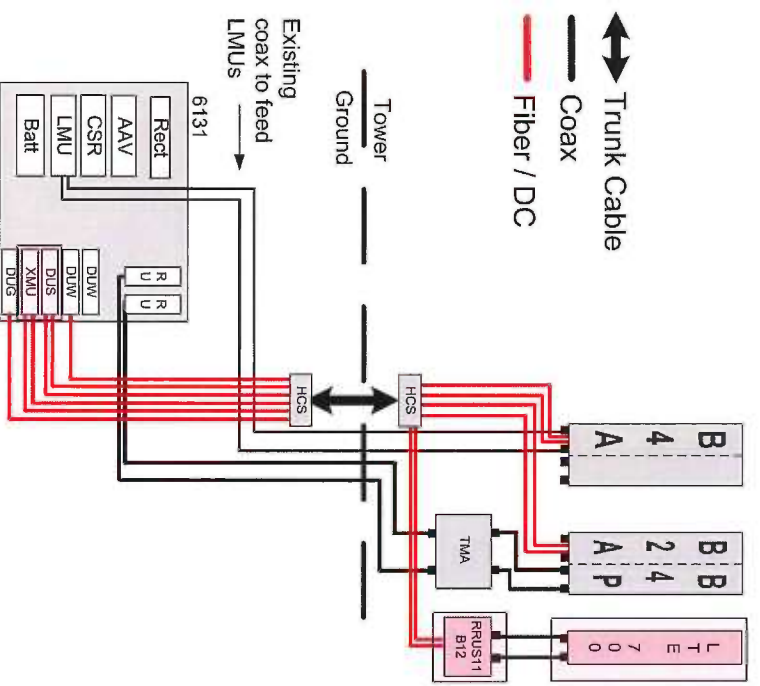 Trunk Cable
Coax
Fiber / DC
B
4
A
B B
2 4
A P
L
T
E
7
0
0
TMA
RRUS11
B12
HCS
Tower
Ground
HCS
Existing
coax to feed
LMUs
6131
Rect
AAV
CSR
LMU
Batt
R
U
R
U
DUW
DUW
DUS
XMU
DUG